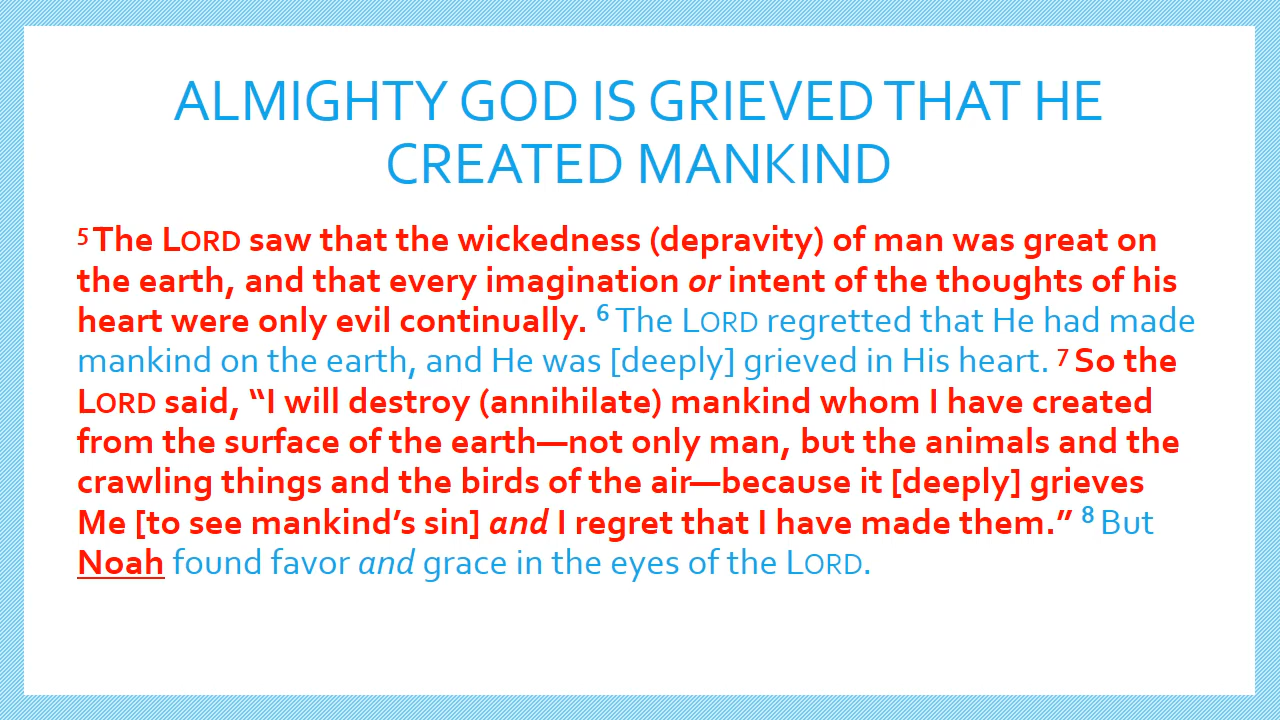 ALMIGHTY GOD IS GRIEVED THAT HE
CREATED MANKIND
5 The LORD saw that the wickedness (depravity) of man was great on
the earth, and that every imagination or intent of the thoughts of his
heart were only evil continually. 6 The LORD regretted that He had made
mankind on the earth, and He was [deeply] grieved in His heart. 7 So the
LORD said, “I will destroy (annihilate) mankind whom I have created
from the surface of the earth—not only man, but the animals and the
crawling things and the birds of the air—because it [deeply] grieves
Me [to see mankind’s sin] and I regret that I have made them.” 8 But
Noah found favor and grace in the eyes of the LORD.